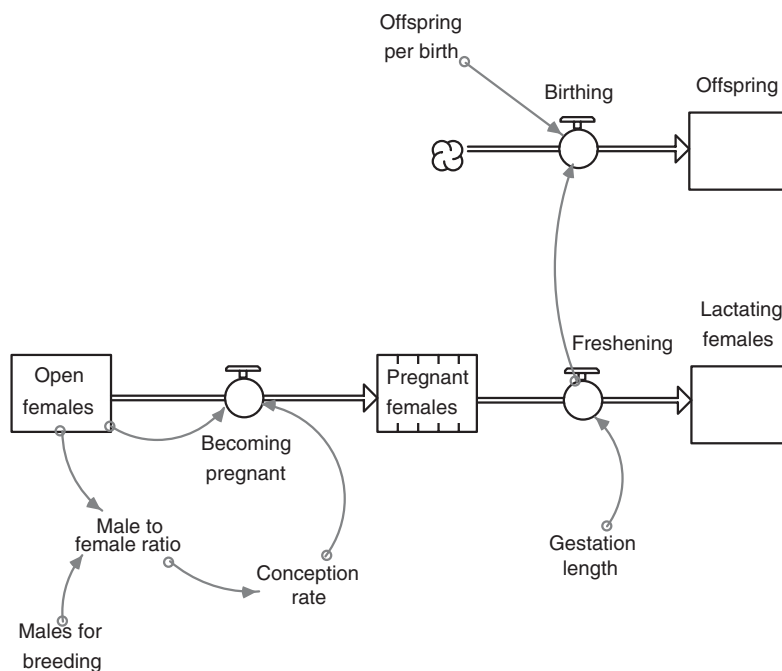 Offspring
per birth
Birthing
Offspring
Freshening
Lactating
females
Open
females
Becoming
pregnant
Pregnant
females
Male to
female ratio
Conception
rate
Gestation
length
Males for
breeding